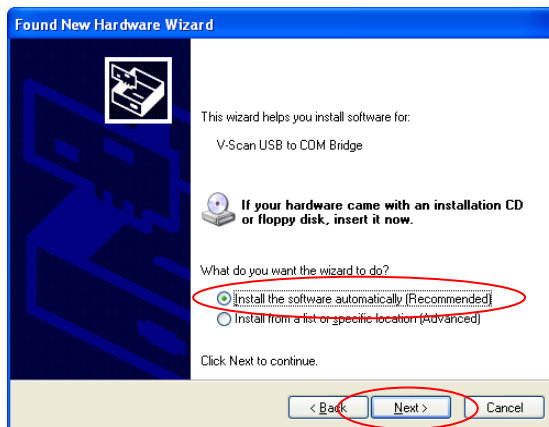 Found New Hardware Wizard
This wizard helps you install software for:
V-Scan USB to COM Bridge
If your hardware came with an installation CD
or floppy disk, insert it now.
What do you want the wizard to do?
Install the software automatically (Recommended)
Install from a list or specific location (Advanced)
Click Next to continue.
< Back Next > Cancel